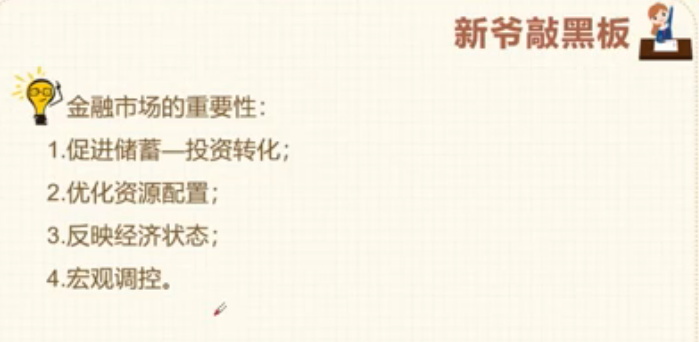 新爷敲黑板
金融市场的重要性：
1.促进储蓄—投资转化；
2.优化资源配置；
3.反映经济状态；
4.宏观调控。